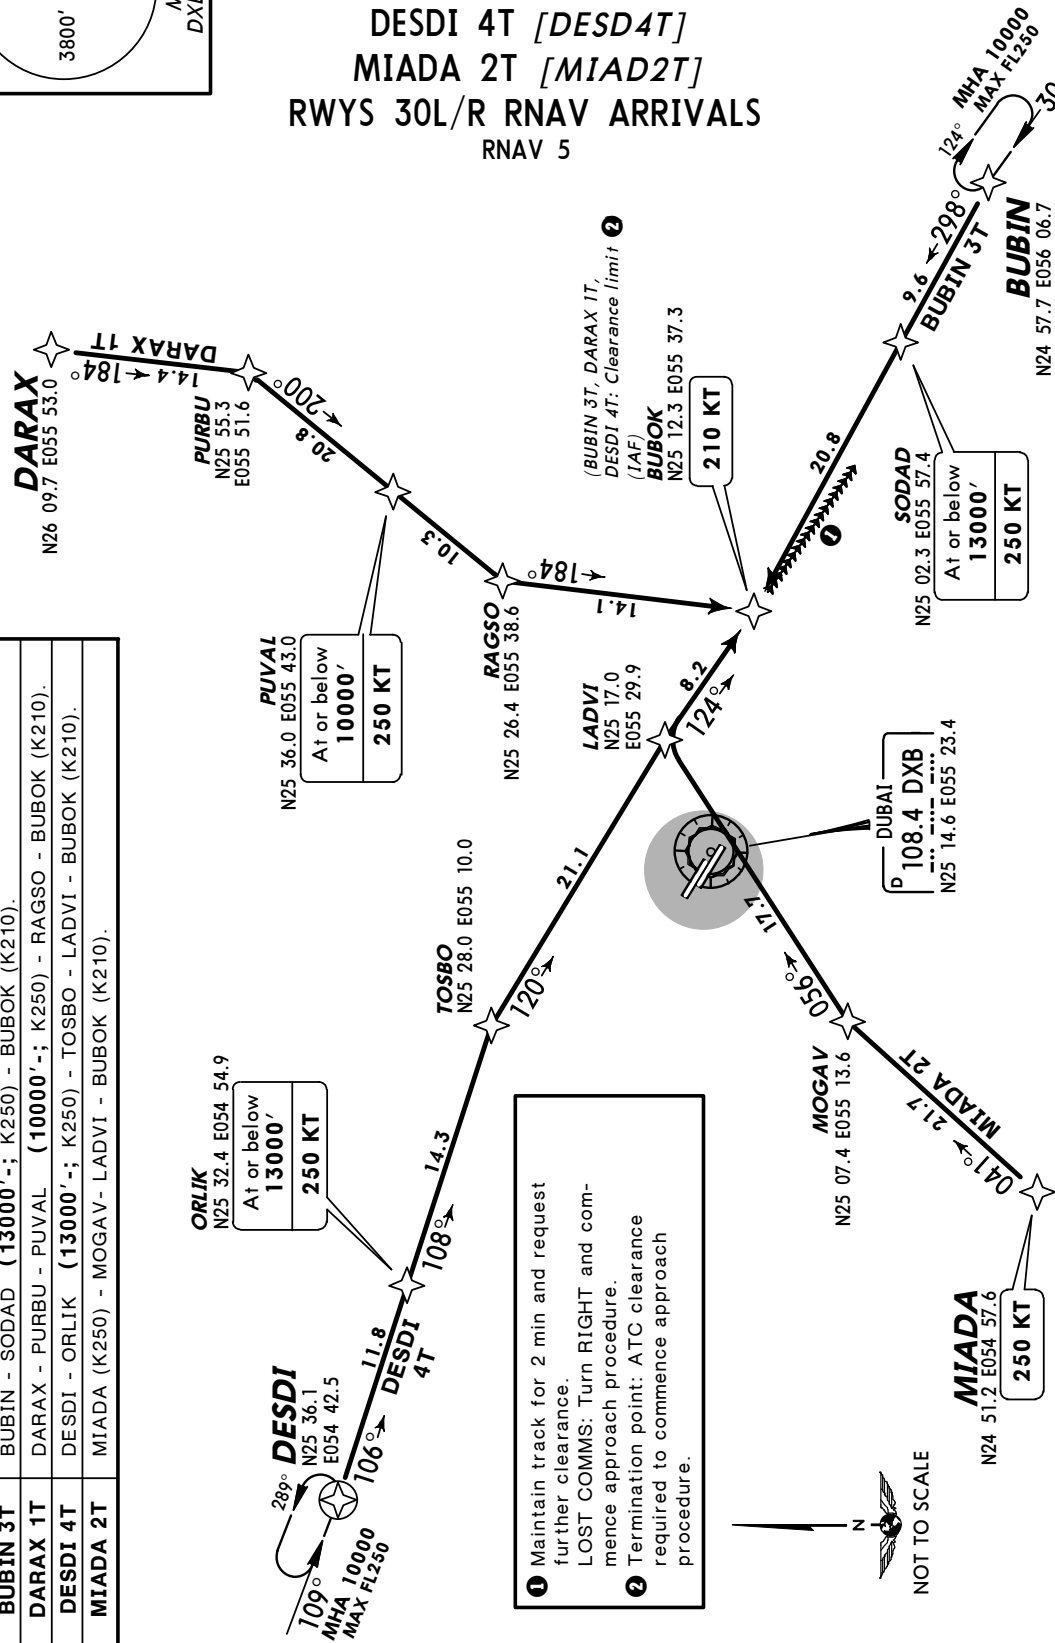 3800'
DESDI 4T [DESD4T]
MIADA 2T [MIAD2T]
RWYS 30L/R RNAV ARRIVALS
RNAV 5
BUBIN 3T
BUBIN - SODAD (13000'-; K250) - BUBOK (K210).
DARAX 1T
DARAX - PURBU - PUVAL (10000'-; K250) - RAGSO - BUBOK (K210).
DESDI 4T
DESDI - ORLIK (13000'-; K250) - TOSBO - LADVI - BUBOK (K210).
MIADA 2T
MIADA (K250) - MOGAV- LADVI - BUBOK (K210).
DARAX
N26 09.7 E055 53.0
184°
14.4
DARAX 1T
PURBU
N25 55.3
E055 51.6
200°
20.8
PUVAL
N25 36.0 E055 43.0
At or below
10000'
250 KT
10.3
RAGSO
N25 26.4 E055 38.6
184°
14.1
(BUBIN 3T, DARAX 1T,
DESDI 4T: Clearance limit 2
(IAF)
BUBOK
N25 12.3 E055 37.3
210 KT
MHA 10000
MAX FL250
124°
BUBIN
N24 57.7 E056 06.7
298°
9.6
BUBIN 3T
SODAD
N25 02.3 E055 57.4
At or below
13000'
250 KT
20.8
1
LADVI
N25 17.0
E055 29.9
8.2
124°
DUBAI
D 108.4 DXB
N25 14.6 E055 23.4
TOSBO
N25 28.0 E055 10.0
120°
21.1
ORLIK
N25 32.4 E054 54.9
At or below
13000'
250 KT
108°
14.3
DESDI
N25 36.1
E054 42.5
289°
109°
MHA 10000
MAX FL250
106°
11.8
DESDI
4T
MOGAV
N25 07.4 E055 13.6
056°
17.7
MIADA
N24 51.2 E054 57.6
250 KT
041°
21.7
MIADA 2T
1 Maintain track for 2 min and request
further clearance.
LOST COMMS: Turn RIGHT and com-
mence approach procedure.
2 Termination point: ATC clearance
required to commence approach
procedure.
N
NOT TO SCALE